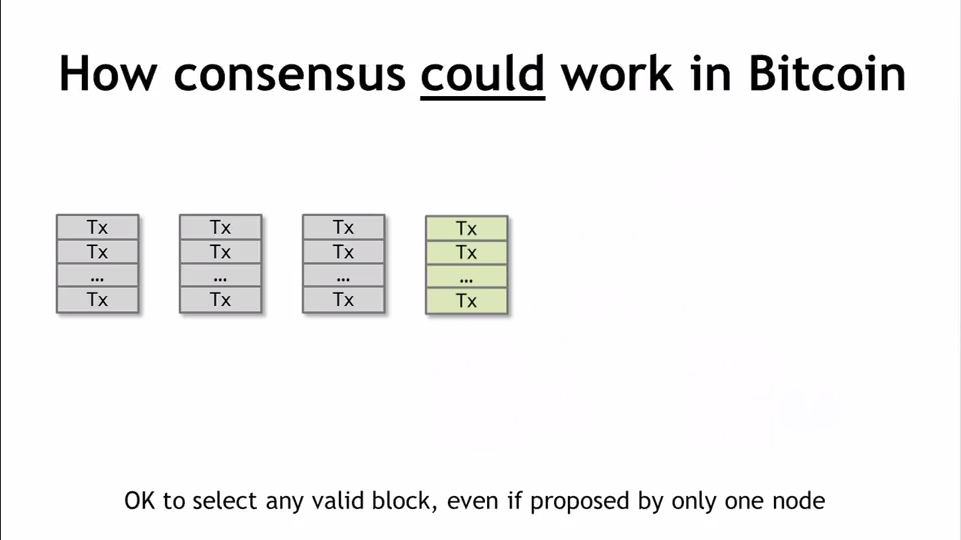 How consensus could work in Bitcoin
Tx Tx Tx Tx
Tx Tx Tx Tx
... ... ... ...
Tx Tx Tx Tx
OK to select any valid block, even if proposed by only one node